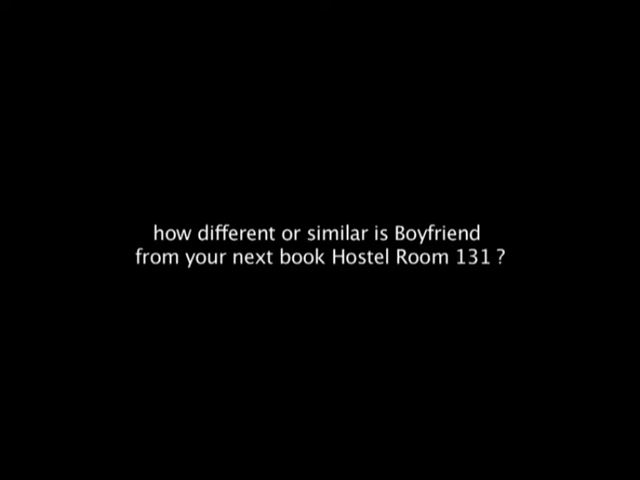 how different or similar is Boyfriend
from your next book Hostel Room 131 ?